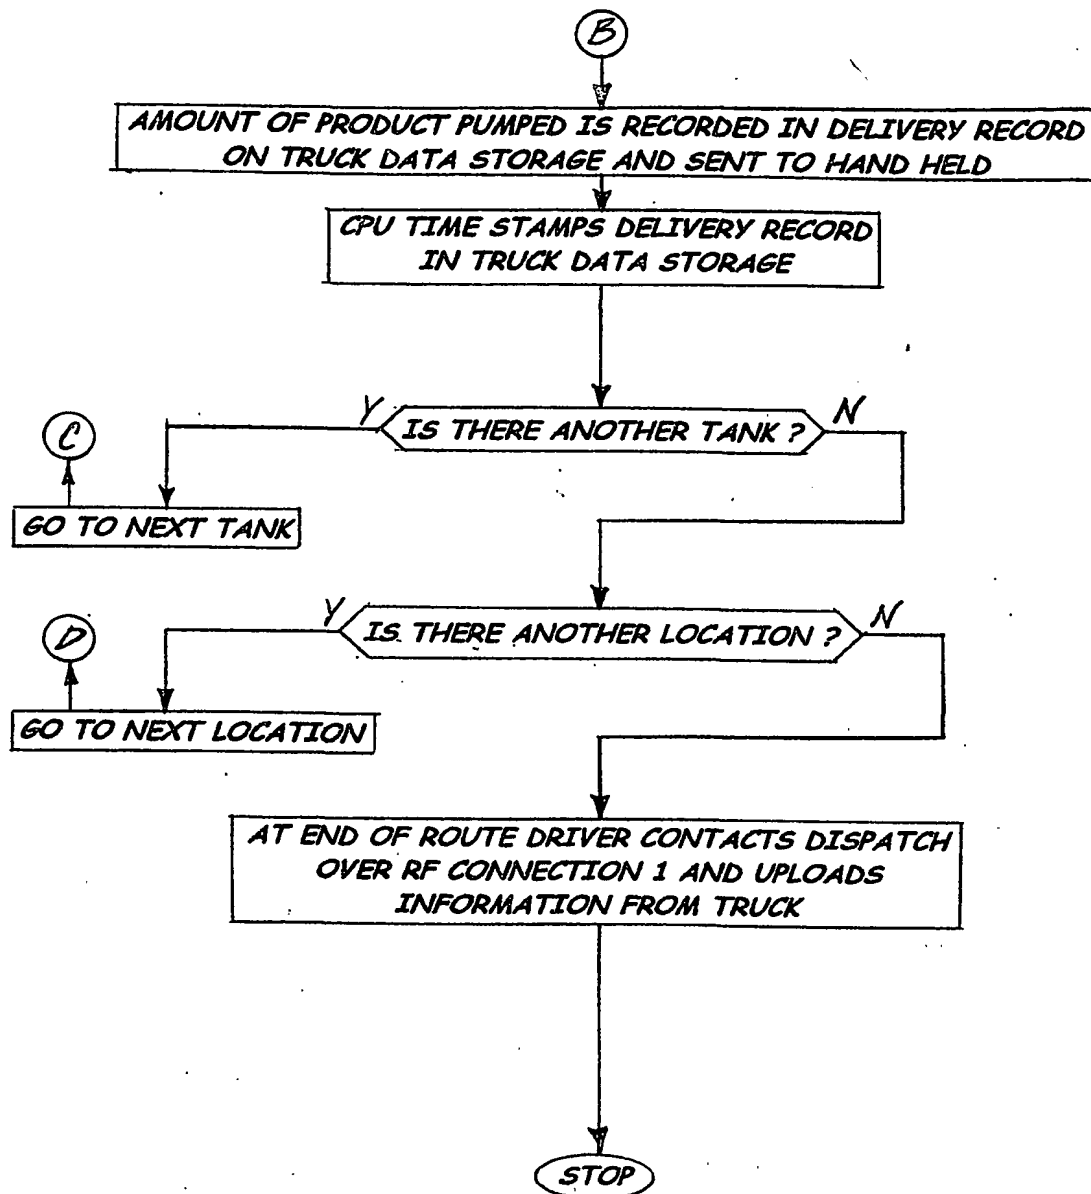 B
AMOUNT OF PRODUCT PUMPED IS RECORDED IN DELIVERY RECORD
ON TRUCK DATA STORAGE AND SENT TO HAND HELD
CPU TIME STAMPS DELIVERY RECORD
IN TRUCK DATA STORAGE
Y
IS THERE ANOTHER TANK ?
N
C
GO TO NEXT TANK
Y
IS THERE ANOTHER LOCATION ?
N
D
GO TO NEXT LOCATION
AT END OF ROUTE DRIVER CONTACTS DISPATCH
OVER RF CONNECTION 1 AND UPLOADS
INFORMATION FROM TRUCK
STOP